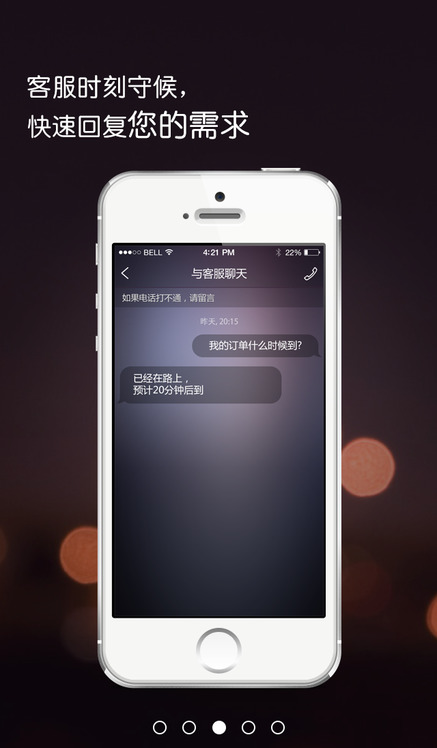 客服时刻守候，
快速回复您的需求
BELL 4:21 PM 22%
与客服聊天
如果电话打不通，请留言
昨天, 20:15
我的订单什么时候到?
已经在路上，
预计20分钟后到